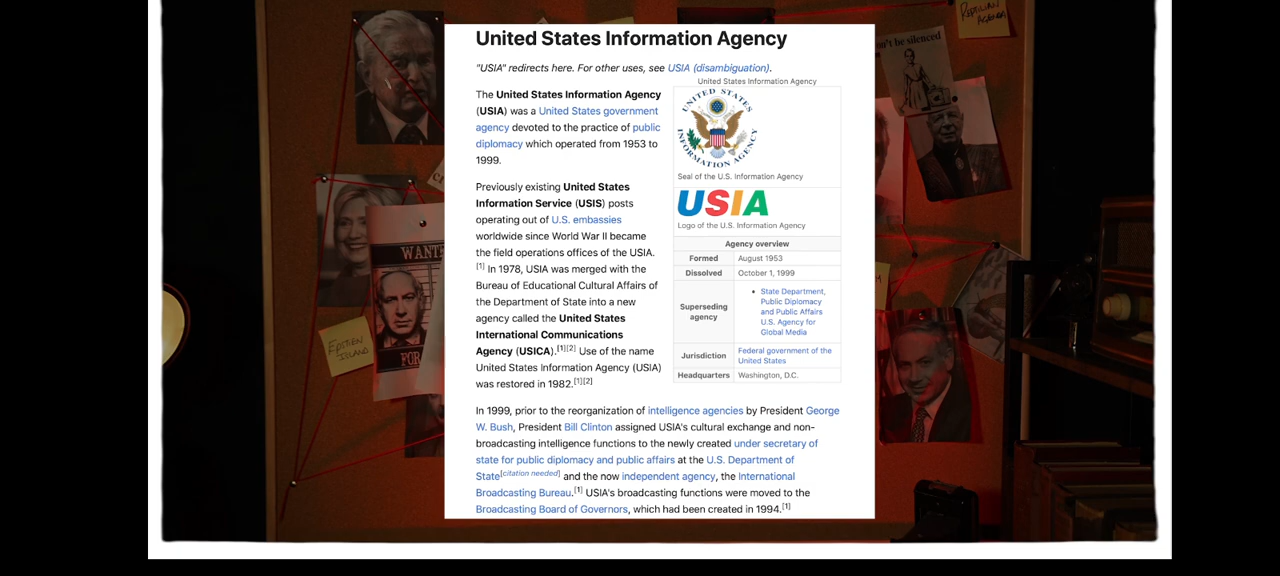 United States Information Agency
"USIA" redirects here. For other uses, see USIA (disambiguation).
The United States Information Agency
(USIA) was a United States government
agency devoted to the practice of public
diplomacy which operated from 1953 to
1999.
Previously existing United States
Information Service (USIS) posts
operating out of U.S. embassies
worldwide since World War II became
the field operations offices of the USIA.
[1] In 1978, USIA was merged with the
Bureau of Educational Cultural Affairs of
the Department of State into a new
agency called the United States
International Communications
Agency (USICA).[1][2] Use of the name
United States Information Agency (USIA)
was restored in 1982.[1][2]
United States Information Agency
UNITED STATES
INFORMATION AGENCY
Seal of the U.S. Information Agency
USIA
Logo of the U.S. Information Agency
Agency overview
Formed August 1953
Dissolved October 1, 1999
Superseding agency
• State Department,
Public Diplomacy
and Public Affairs
U.S. Agency for
Global Media
Jurisdiction Federal government of the
United States
Headquarters Washington, D.C.
In 1999, prior to the reorganization of intelligence agencies by President George
W. Bush, President Bill Clinton assigned USIA's cultural exchange and non-
broadcasting intelligence functions to the newly created under secretary of
state for public diplomacy and public affairs at the U.S. Department of
State[citation needed] and the now independent agency, the International
Broadcasting Bureau.[1] USIA's broadcasting functions were moved to the
Broadcasting Board of Governors, which had been created in 1994.[1]
WANT
FOR
EPSTEIN
ISLAND
REPTILIAN
AGENDA
n't be silenced